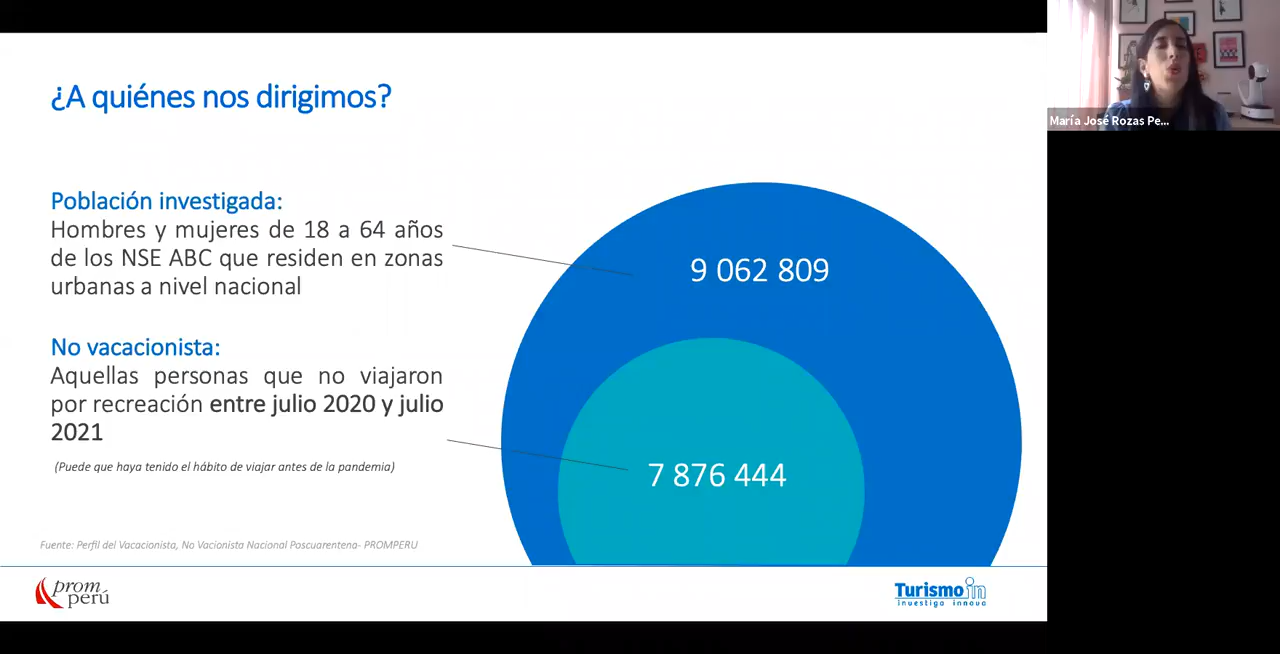 ¿A quiénes nos dirigimos?
María José Rozas Pe...
Población investigada:
Hombres y mujeres de 18 a 64 años
de los NSE ABC que residen en zonas
urbanas a nivel nacional
9 062 809
No vacacionista:
Aquellas personas que no viajaron
por recreación entre julio 2020 y julio
2021
(Puede que haya tenido el hábito de viajar antes de la pandemia)
7 876 444
Fuente: Perfil del Vacacionista, No Vacionista Nacional Poscuarentena- PROMPERU
prom
perú
Turismo in
investigo innova